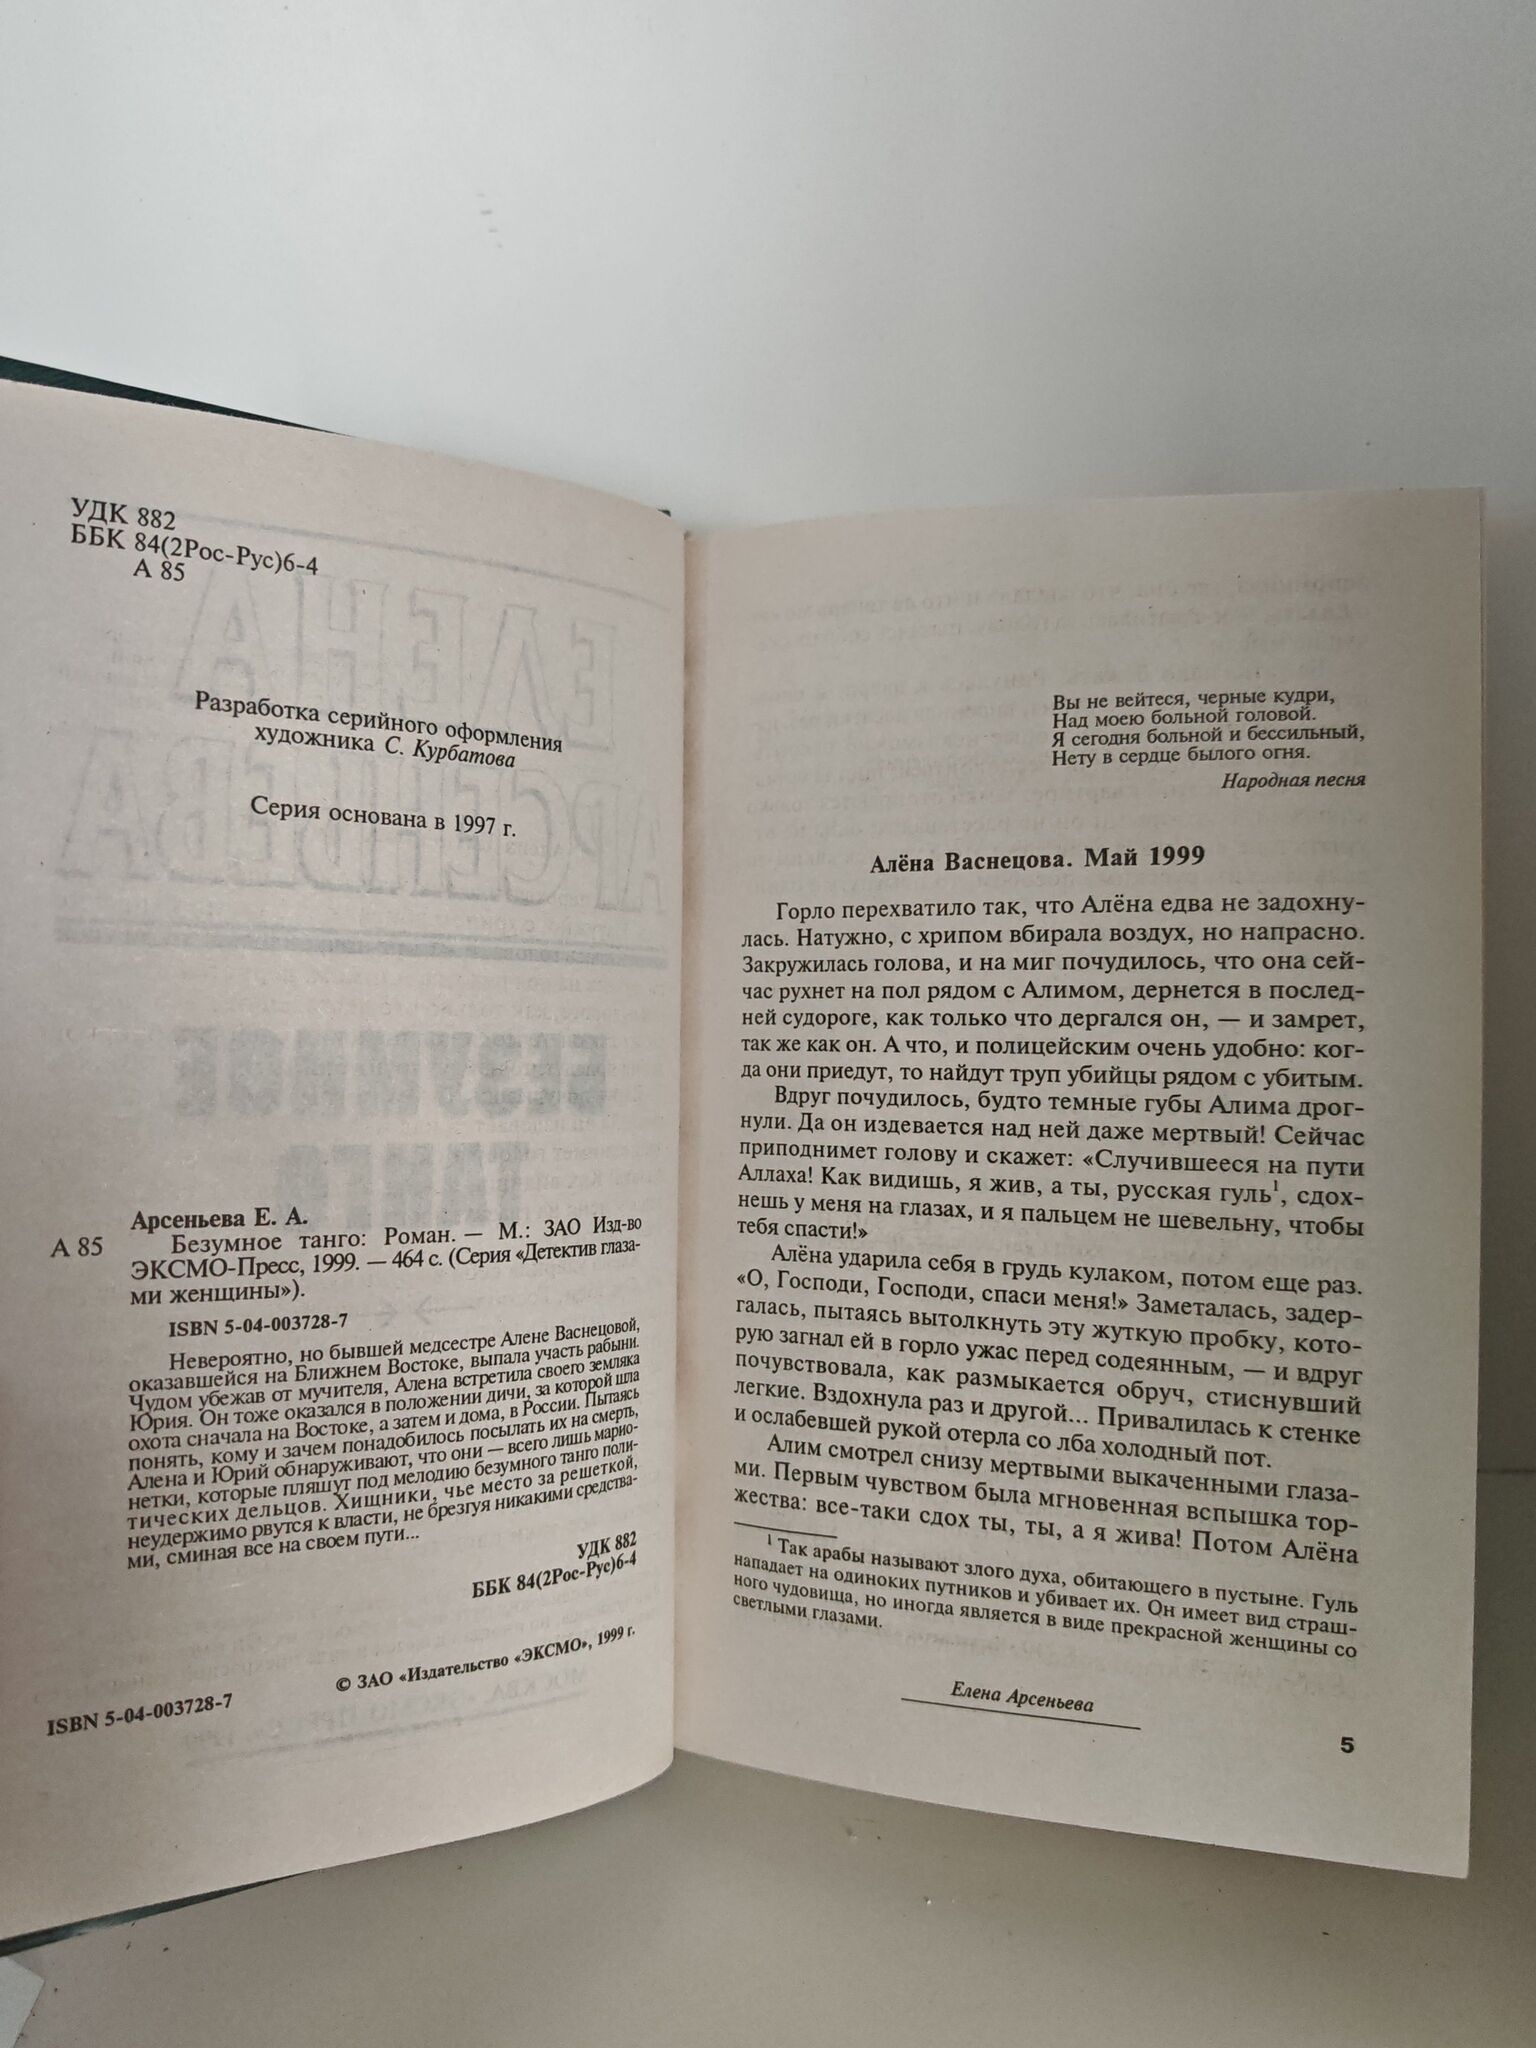 УДК 882
ББК 84(2Рос-Рус)6-4
А 85
Разработка серийного оформления
художника С. Курбатова
Серия основана в 1997 г.
Арсеньева Е. А.
А 85 Безумное танго: Роман. — М.: ЗАО Изд-во
ЭКСМО-Пресс, 1999. — 464 с. (Серия «Детектив глаза-
ми женщины»).
ISBN 5-04-003728-7
Невероятно, но бывшей медсестре Алене Васнецовой,
оказавшейся на Ближнем Востоке, выпала участь рабыни.
Чудом убежав от мучителя, Алена встретила своего земляка
Юрия. Он тоже оказался в положении дичи, за которой шла
охота сначала на Востоке, а затем и дома, в России. Пытаясь
понять, кому и зачем понадобилось посылать их на смерть,
Алена и Юрий обнаруживают, что они — всего лишь марио-
нетки, которые пляшут под мелодию безумного танго поли-
тических дельцов. Хищники, чье место за решеткой,
неудержимо рвутся к власти, не брезгуя никакими средства-
ми, сминая все на своем пути...
УДК 882
ББК 84(2Рос-Рус)6-4
© ЗАО «Издательство «ЭКСМО», 1999 г.
ISBN 5-04-003728-7
Вы не вейтеся, черные кудри,
Над моею больной головой.
Я сегодня больной и бессильный,
Нету в сердце былого огня.
Народная песня
Алёна Васнецова. Май 1999
Горло перехватило так, что Алёна едва не задохну-
лась. Натужно, с хрипом вбирала воздух, но напрасно.
Закружилась голова, и на миг почудилось, что она сей-
час рухнет на пол рядом с Алимом, дернется в послед-
ней судороге, как только что дергался он, — и замрет,
так же как он. А что, и полицейским очень удобно: ког-
да они приедут, то найдут труп убийцы рядом с убитым.
Вдруг почудилось, будто темные губы Алима дрог-
нули. Да он издевается над ней даже мертвый! Сейчас
приподнимет голову и скажет: «Случившееся на пути
Аллаха! Как видишь, я жив, а ты, русская гуль¹, сдох-
нешь у меня на глазах, и я пальцем не шевельну, чтобы
тебя спасти!»
Алёна ударила себя в грудь кулаком, потом еще раз.
«О, Господи, Господи, спаси меня!» Заметалась, задер-
галась, пытаясь вытолкнуть эту жуткую пробку, кото-
рую загнал ей в горло ужас перед содеянным, — и вдруг
почувствовала, как размыкается обруч, стиснувший
легкие. Вздохнула раз и другой... Привалилась к стенке
и ослабевшей рукой отерла со лба холодный пот.
Алим смотрел снизу мертвыми выкаченными глаза-
ми. Первым чувством была мгновенная вспышка тор-
жества: все-таки сдох ты, ты, а я жива! Потом Алёна
¹ Так арабы называют злого духа, обитающего в пустыне. Гуль
нападает на одиноких путников и убивает их. Он имеет вид страш-
ного чудовища, но иногда является в виде прекрасной женщины со
светлыми глазами.
Елена Арсеньева
5